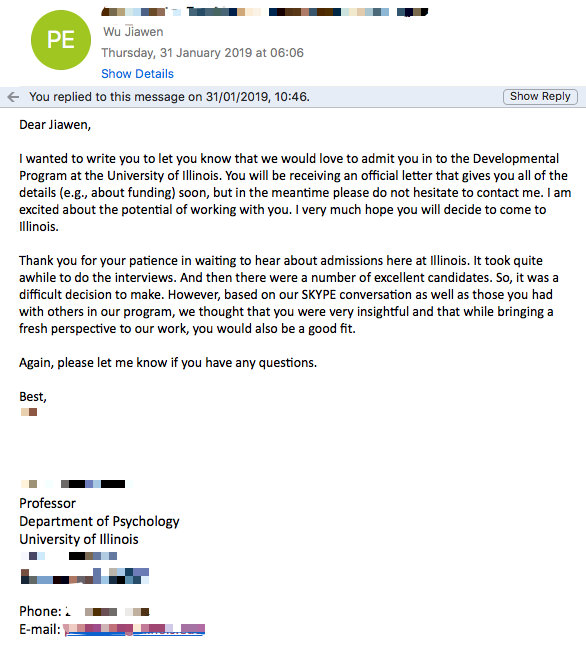 PE
Wu Jiawen
Thursday, 31 January 2019 at 06:06
Show Details
You replied to this message on 31/01/2019, 10:46.
Show Reply
Dear Jiawen,
I wanted to write you to let you know that we would love to admit you in to the Developmental
Program at the University of Illinois. You will be receiving an official letter that gives you all of the
details (e.g., about funding) soon, but in the meantime please do not hesitate to contact me. I am
excited about the potential of working with you. I very much hope you will decide to come to
Illinois.
Thank you for your patience in waiting to hear about admissions here at Illinois. It took quite
awhile to do the interviews. And then there were a number of excellent candidates. So, it was a
difficult decision to make. However, based on our SKYPE conversation as well as those you had
with others in our program, we thought that you were very insightful and that while bringing a
fresh perspective to our work, you would also be a good fit.
Again, please let me know if you have any questions.
Best,
Professor
Department of Psychology
University of Illinois
Phone:
E-mail: